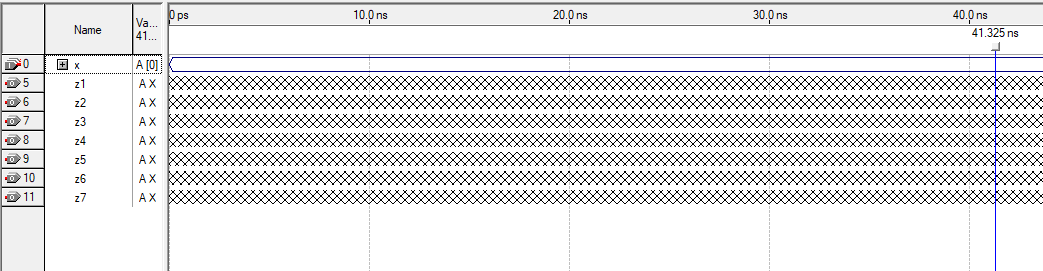 Name
Va...
41...
0 ps
10.0 ns
20.0 ns
30.0 ns
40.0 ns
41.325 ns
0 x A [0]
5 z1 A X
6 z2 A X
7 z3 A X
8 z4 A X
9 z5 A X
10 z6 A X
11 z7 A X